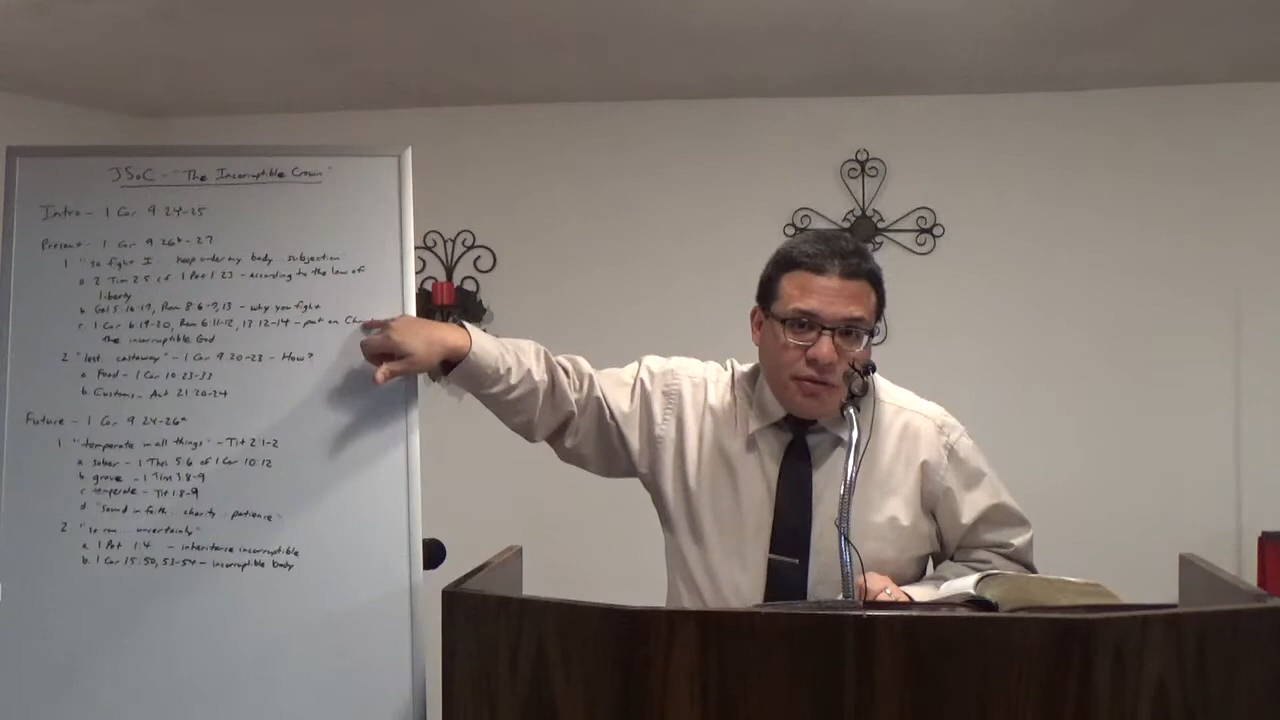 JSoC - "The Incorruptible Crown"
Intro - 1 Cor 9:24-25
Present - 1 Cor 9:26b-27
1 "so fight I... keep under my body... subjection"
a 2 Tim 2:5 cf 1 Pet 1:23 - according to the law of
liberty
b Gal 5:16-17, Rom 8:6-9,13 - why you fight
c 1 Cor 6:19-20, Rom 6:11-12, 13:12-14 - put on
the incorruptible God
2 "lest... castaway" - 1 Cor 9:20-23 - How?
a Food - 1 Cor 10:23-33
b. Customs - Act 21:20-24
Future - 1 Cor 9:24-26a
1 "temperate in all things" - Tit 2:1-2
a sober - 1 Thes 5:6 cf 1 Cor 10:12
b grave - 1 Tim 3:8-9
c temperate - Tit 1:8-9
d "sound in faith.. charity.. patience"
2 "so run... uncertainly"
a. 1 Pet 1:4 - inheritance incorruptible
b. 1 Cor 15:50, 53-54 - incorruptible body